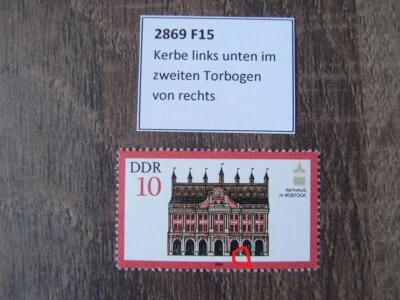 2869 F15
Kerbe links unten im
zweiten Torbogen
von rechts
DDR
10
RATHAUS
IN ROSTOCK